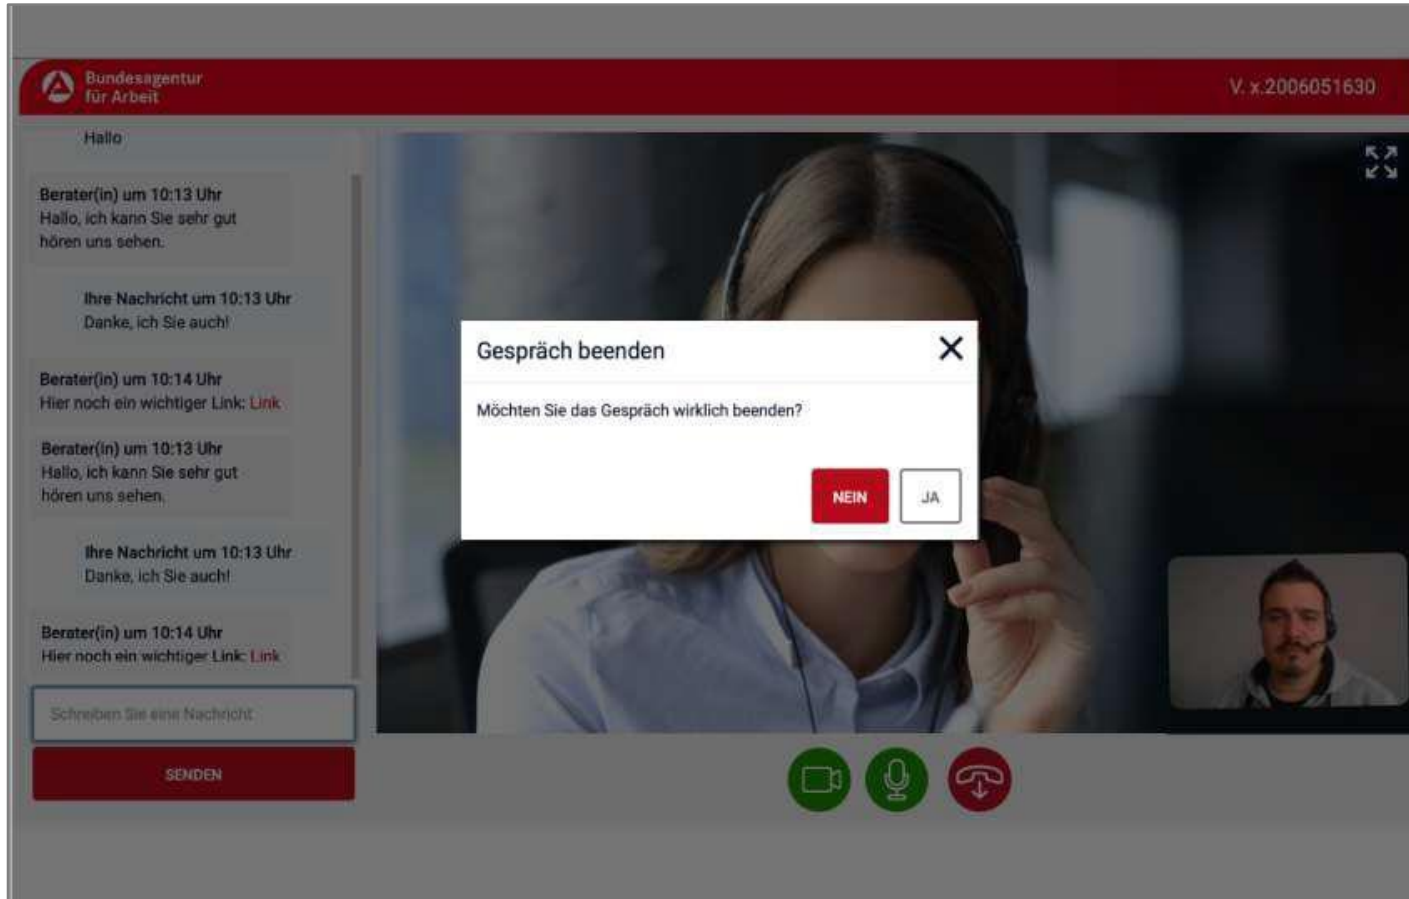 Bundesagentur
für Arbeit
V. x.2006051630
Hallo
Berater(in) um 10:13 Uhr
Hallo, ich kann Sie sehr gut
hören uns sehen.
Ihre Nachricht um 10:13 Uhr
Danke, ich Sie auch!
Berater(in) um 10:14 Uhr
Hier noch ein wichtiger Link: Link
Berater(in) um 10:13 Uhr
Hallo, ich kann Sie sehr gut
hören uns sehen.
Ihre Nachricht um 10:13 Uhr
Danke, ich Sie auch!
Berater(in) um 10:14 Uhr
Hier noch ein wichtiger Link: Link
Schreiben Sie eine Nachricht
SENDEN
Gespräch beenden
Möchten Sie das Gespräch wirklich beenden?
NEIN
JA